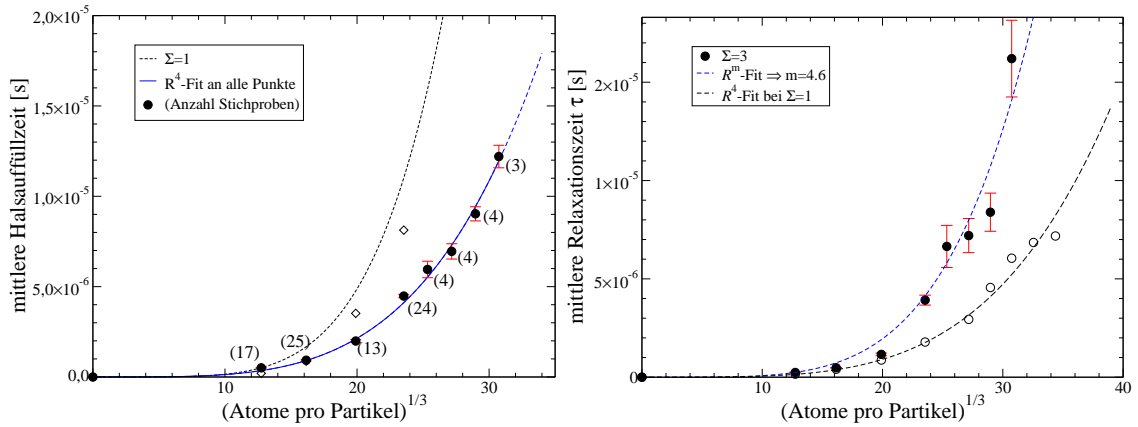 2,0×10⁻⁵
1,5×10⁻⁵
1,0×10⁻⁵
5,0×10⁻⁶
0,0
mittlere Halsauffüllzeit [s]
Σ=1
R⁴-Fit an alle Punkte
(Anzahl Stichproben)
(3)
(4)
(4)
(4)
(24)
(17)
(25)
(13)
10 20 30
(Atome pro Partikel)^1/3
2×10⁻⁵
1×10⁻⁵
5×10⁻⁶
0
mittlere Relaxationszeit τ [s]
Σ=3
Rᵐ-Fit ⇒ m=4.6
R⁴-Fit bei Σ=1
10 20 30 40
(Atome pro Partikel)^1/3